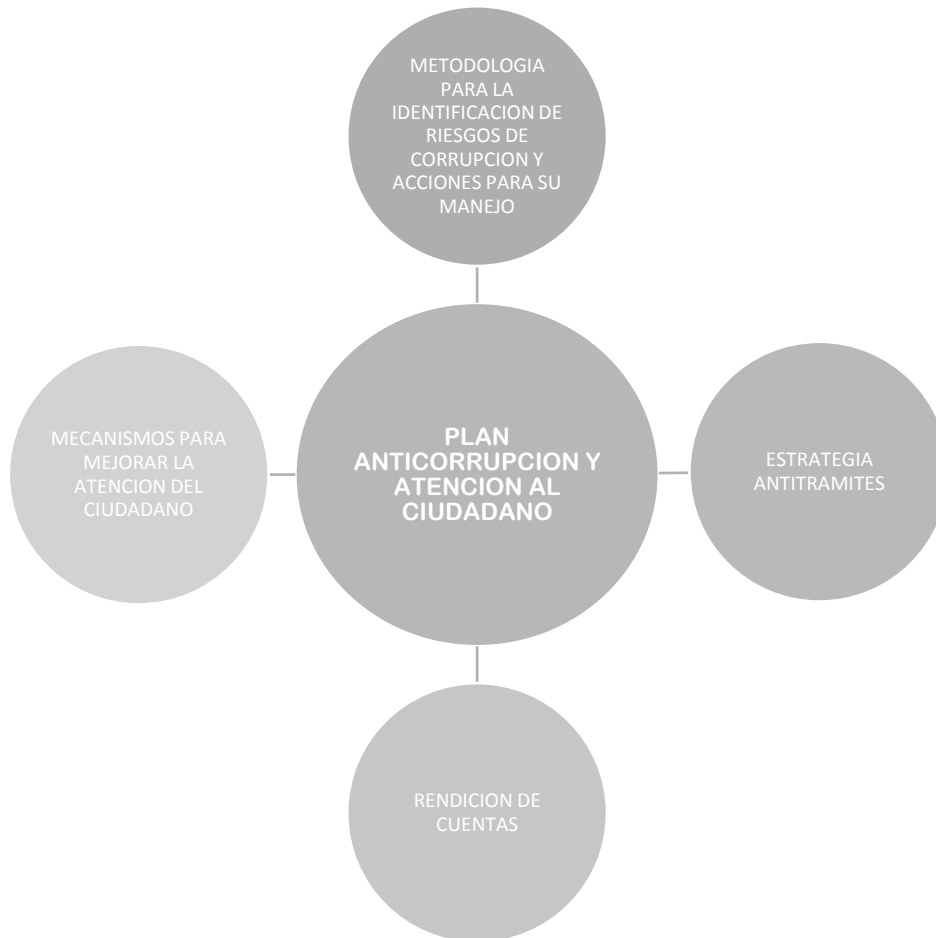 METODOLOGIA
PARA LA
IDENTIFICACION DE
RIESGOS DE
CORRUPCION Y
ACCIONES PARA SU
MANEJO
MECANISMOS PARA
MEJORAR LA
ATENCION DEL
CIUDADANO
PLAN
ANTICORRUPCION Y
ATENCION AL
CIUDADANO
ESTRATEGIA
ANTITRAMITES
RENDICION DE
CUENTAS